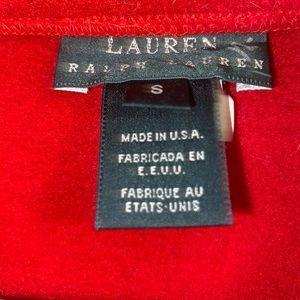 LAUREN
RALPH LAUREN
S
MADE IN U.S.A.
FABRICADA EN
E.E.U.U.
FABRIQUE AU
ETATS-UNIS